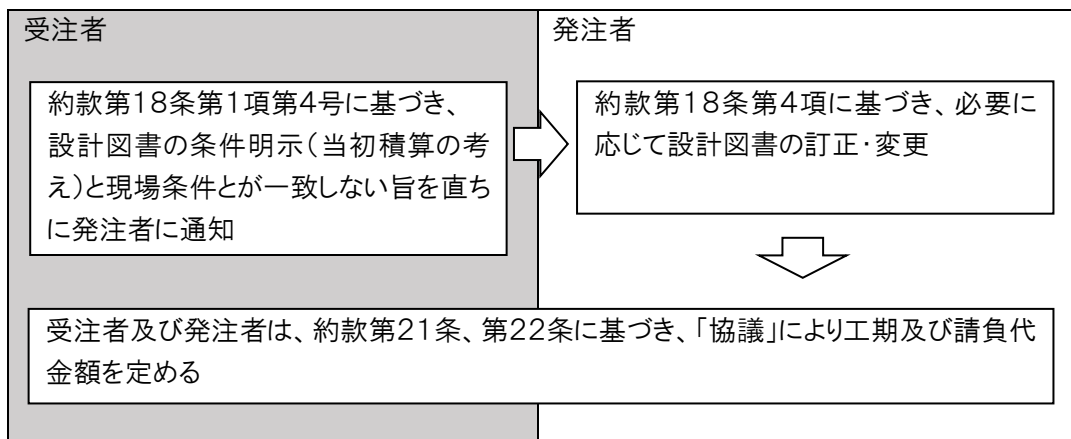 受注者
発注者
約款第18条第1項第4号に基づき、
設計図書の条件明示(当初積算の考
え)と現場条件とが一致しない旨を直ち
に発注者に通知
約款第18条第4項に基づき、必要に
応じて設計図書の訂正・変更
受注者及び発注者は、約款第21条、第22条に基づき、「協議」により工期及び請負代
金額を定める